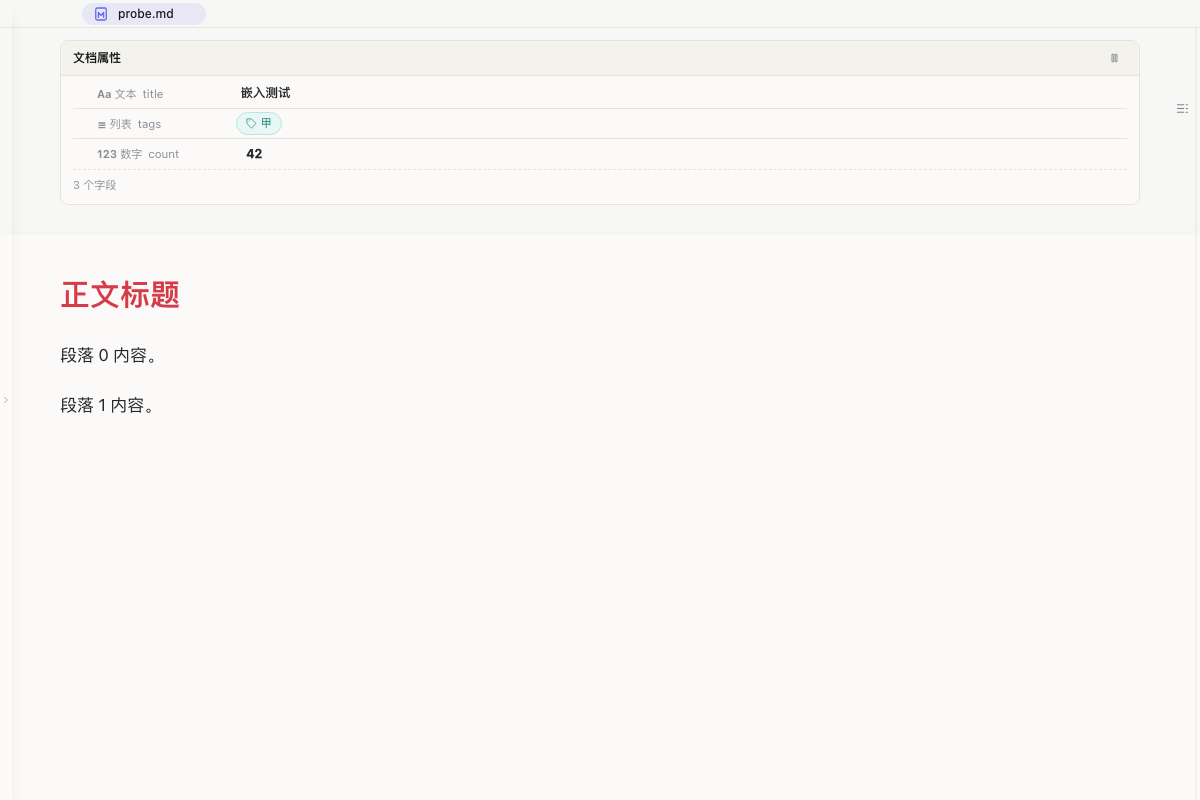 probe.md
文档属性
Aa 文本 title 嵌入测试
≡ 列表 tags 甲
123 数字 count 42
3 个字段
正文标题
段落 0 内容。
段落 1 内容。